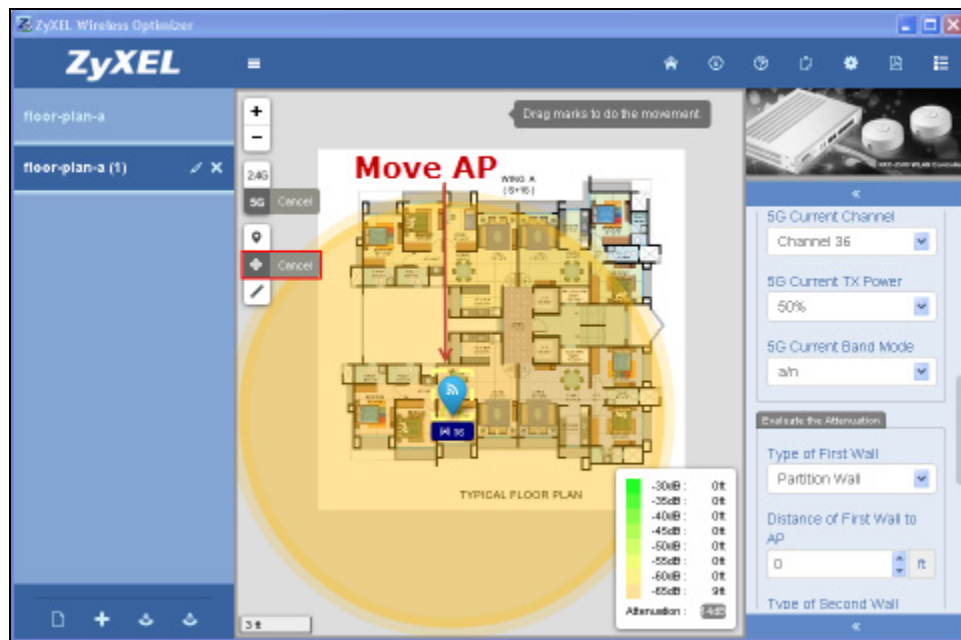 ZyXEL Wireless Optimizer
ZyXEL
floor-plan-a
floor-plan-a (1)
Drag marks to do the movement.
Move AP
WING A
2.4G
5G Cancel
Cancel
TYPICAL FLOOR PLAN
-30dB : 0ft
-35dB : 0ft
-40dB : 0ft
-45dB : 0ft
-50dB : 0ft
-55dB : 0ft
-60dB : 0ft
-65dB : 9ft
Attenuation :
3 ft
5G Current Channel
Channel 36
5G Current TX Power
50%
5G Current Band Mode
a/n
Evaluate the Attenuation
Type of First Wall
Partition Wall
Distance of First Wall to
AP
0 ft
Type of Second Wall